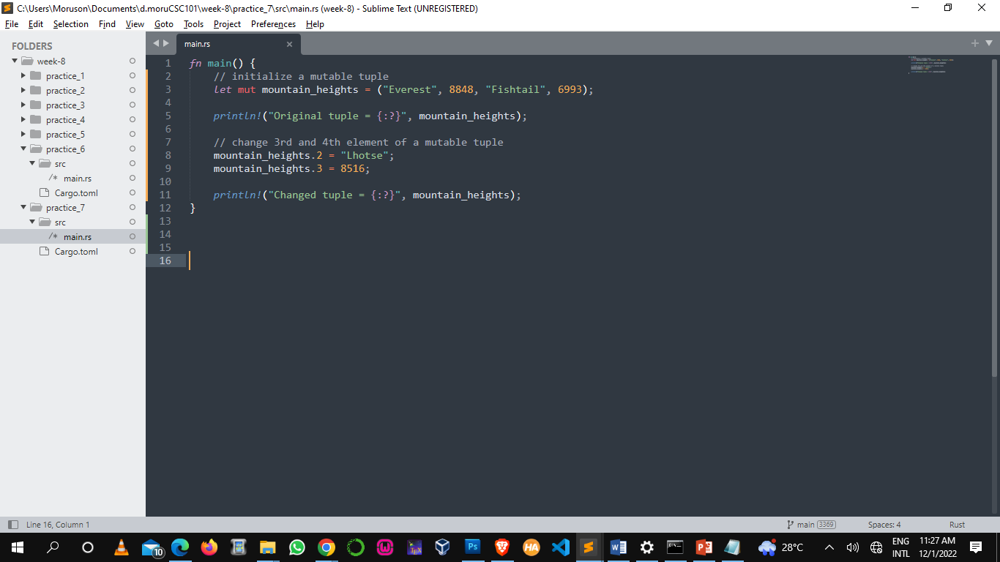 C:\Users\Moruson\Documents\d.moruCSC101\week-8\practice_7\src\main.rs (week-8) - Sublime Text (UNREGISTERED)
File Edit Selection Find View Goto Tools Project Preferences Help
FOLDERS
week-8
practice_1
practice_2
practice_3
practice_4
practice_5
practice_6
src
/* main.rs
Cargo.toml
practice_7
src
/* main.rs
Cargo.toml
main.rs
1 fn main() {
2     // initialize a mutable tuple
3     let mut mountain_heights = ("Everest", 8848, "Fishtail", 6993);
4
5     println!("Original tuple = {:?}", mountain_heights);
6
7     // change 3rd and 4th element of a mutable tuple
8     mountain_heights.2 = "Lhotse";
9     mountain_heights.3 = 8516;
10
11     println!("Changed tuple = {:?}", mountain_heights);
12 }
13
14
15
16
Line 16, Column 1 main 3369 Spaces: 4 Rust
10
Ps
HA
28°C
ENG
INTL
11:27 AM
12/1/2022